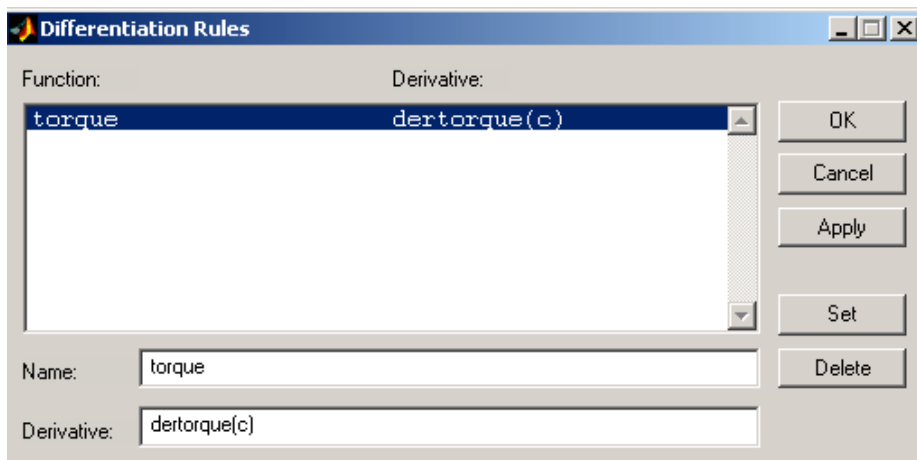 Differentiation Rules
Function: Derivative:
torque dertorque(c)
OK
Cancel
Apply
Set
Delete
Name: torque
Derivative: dertorque(c)